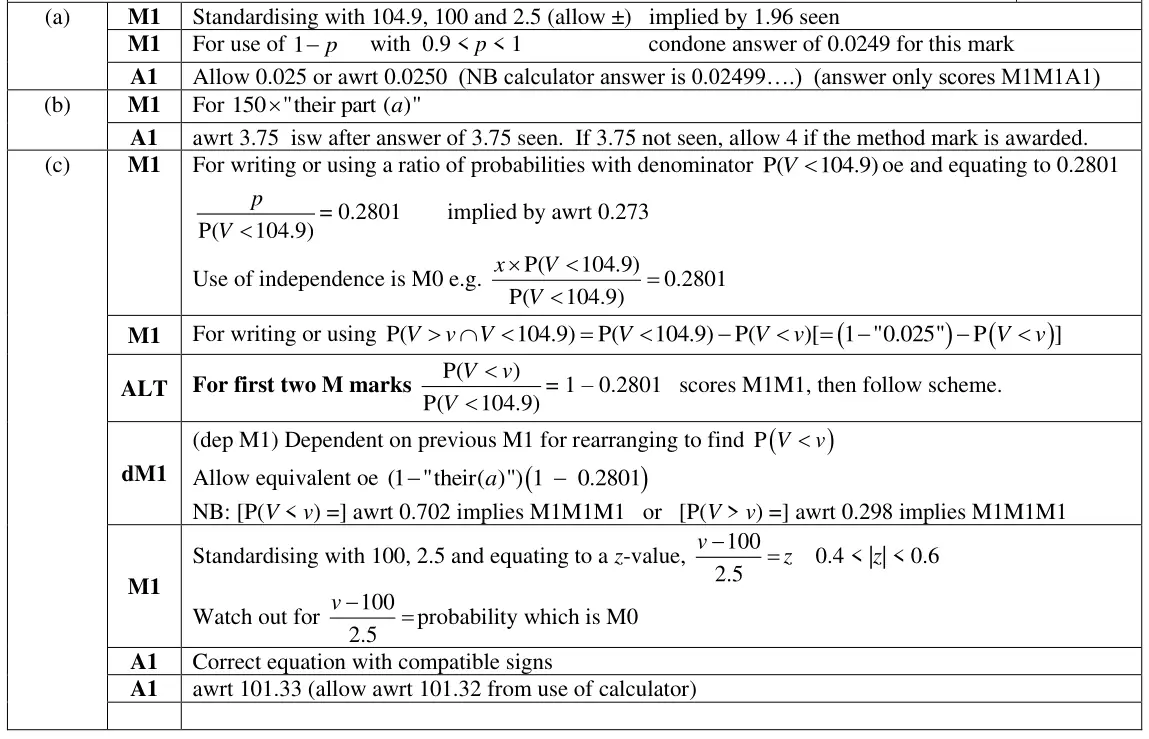 (a) M1 Standardising with 104.9, 100 and 2.5 (allow ±) implied by 1.96 seen
M1 For use of 1– p with 0.9 < p < 1 condone answer of 0.0249 for this mark
A1 Allow 0.025 or awrt 0.0250 (NB calculator answer is 0.02499….) (answer only scores M1M1A1)
(b) M1 For 150×"their part (a)"
A1 awrt 3.75 isw after answer of 3.75 seen. If 3.75 not seen, allow 4 if the method mark is awarded.
(c) M1 For writing or using a ratio of probabilities with denominator P(V < 104.9) oe and equating to 0.2801
p / P(V < 104.9) = 0.2801 implied by awrt 0.273
Use of independence is M0 e.g. x × P(V < 104.9) / P(V < 104.9) = 0.2801
M1 For writing or using P(V > v ∩ V < 104.9) = P(V < 104.9) – P(V < v)[= (1–"0.025") – P(V < v)]
ALT For first two M marks P(V < v) / P(V < 104.9) = 1 – 0.2801 scores M1M1, then follow scheme.
dM1 (dep M1) Dependent on previous M1 for rearranging to find P(V < v)
Allow equivalent oe (1–"their(a)")(1 – 0.2801)
NB: [P(V < v) =] awrt 0.702 implies M1M1M1 or [P(V > v) =] awrt 0.298 implies M1M1M1
M1 Standardising with 100, 2.5 and equating to a z-value, v – 100 / 2.5 = z 0.4 < |z| < 0.6
Watch out for v – 100 / 2.5 = probability which is M0
A1 Correct equation with compatible signs
A1 awrt 101.33 (allow awrt 101.32 from use of calculator)